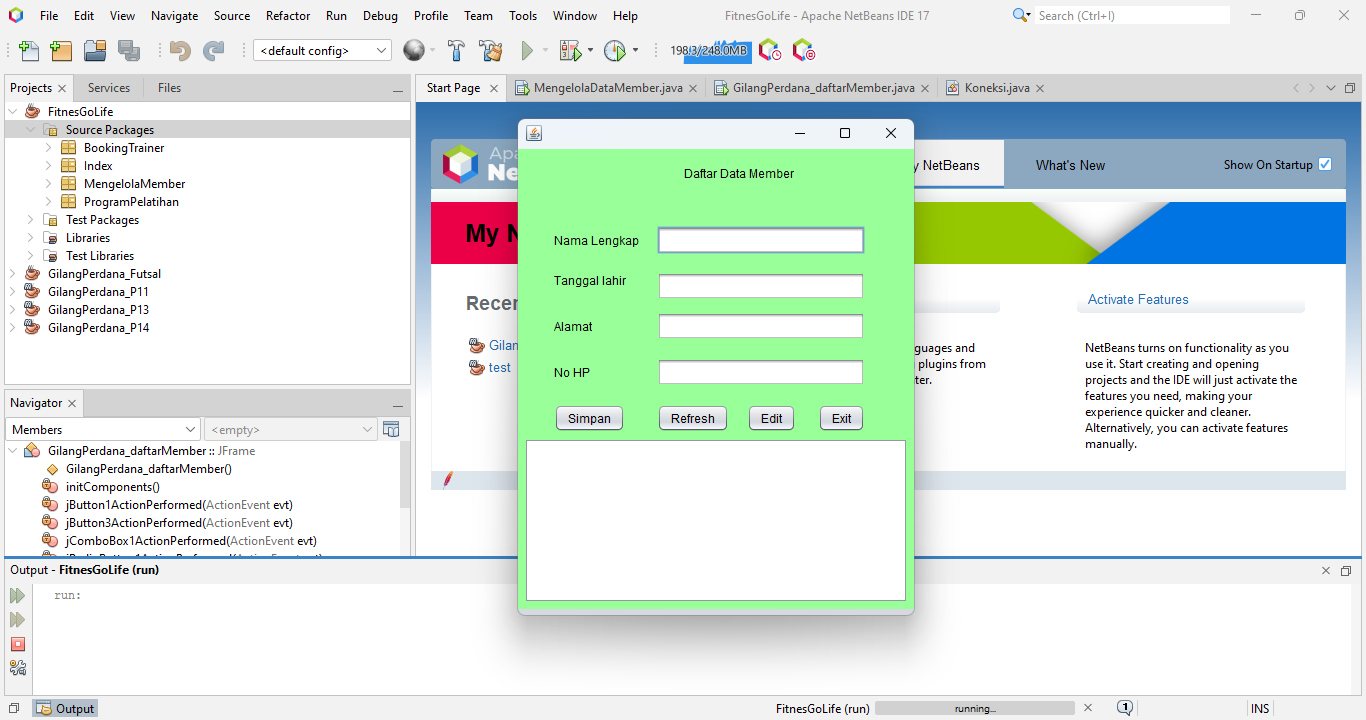 File Edit View Navigate Source Refactor Run Debug Profile Team Tools Window Help
FitnesGoLife - Apache NetBeans IDE 17
Search (Ctrl+I)
<default config>
198,3/248,0MB
Projects Services Files
FitnesGoLife
Source Packages
BookingTrainer
Index
MengelolaMember
ProgramPelatihan
Test Packages
Libraries
Test Libraries
GilangPerdana_Futsal
GilangPerdana_P11
GilangPerdana_P13
GilangPerdana_P14
Navigator
Members
<empty>
GilangPerdana_daftarMember :: JFrame
GilangPerdana_daftarMember()
initComponents()
jButton1ActionPerformed(ActionEvent evt)
jButton3ActionPerformed(ActionEvent evt)
jComboBox1ActionPerformed(ActionEvent evt)
Start Page MengelolaDataMember.java GilangPerdana_daftarMember.java Koneksi.java
Apa
Ne
y NetBeans
What's New
Show On Startup
My N
Recen
Gilan
test
guages and
plugins from
ter.
Activate Features
NetBeans turns on functionality as you
use it. Start creating and opening
projects and the IDE will just activate the
features you need, making your
experience quicker and cleaner.
Alternatively, you can activate features
manually.
Daftar Data Member
Nama Lengkap
Tanggal lahir
Alamat
No HP
Simpan Refresh Edit Exit
Output - FitnesGoLife (run)
run:
Output
FitnesGoLife (run)
running...
1
INS